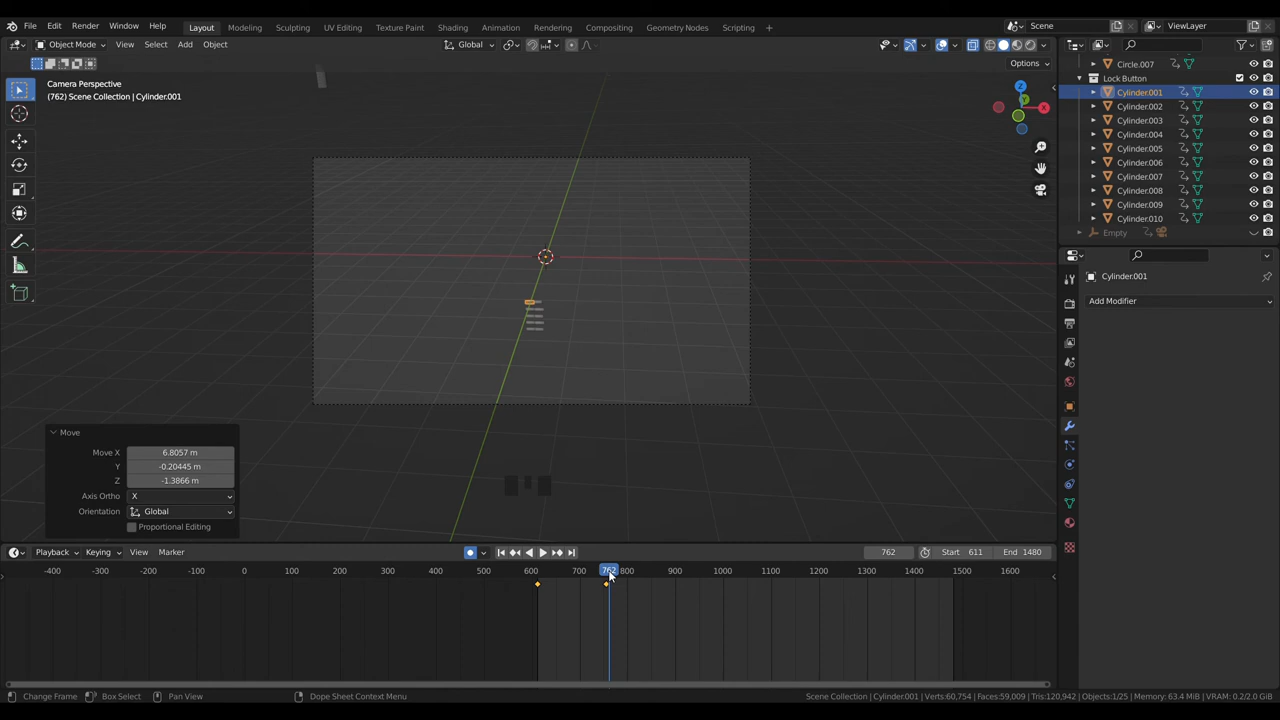 File Edit Render Window Help Layout Modeling Sculpting UV Editing Texture Paint Shading Animation Rendering Compositing Geometry Nodes Scripting + Scene ViewLayer
Object Mode View Select Add Object Global
Options
Camera Perspective
(762) Scene Collection | Cylinder.001
Z
Y
X
Circle.007
Lock Button
Cylinder.001
Cylinder.002
Cylinder.003
Cylinder.004
Cylinder.005
Cylinder.006
Cylinder.007
Cylinder.008
Cylinder.009
Cylinder.010
Empty
Cylinder.001
Add Modifier
Move
Move X 6.8057 m
Y -0.20445 m
Z -1.3866 m
Axis Ortho X
Orientation Global
Proportional Editing
Playback Keying View Marker 762 Start 611 End 1480
-400 -300 -200 -100 0 100 200 300 400 500 600 700 762 800 900 1000 1100 1200 1300 1400 1500 1600
Change Frame Box Select Pan View Dope Sheet Context Menu Scene Collection | Cylinder.001 | Verts:60,754 | Faces:59,009 | Tris:120,942 | Objects:1/25 | Memory: 63.4 MiB | VRAM: 0.2/2.0 GiB